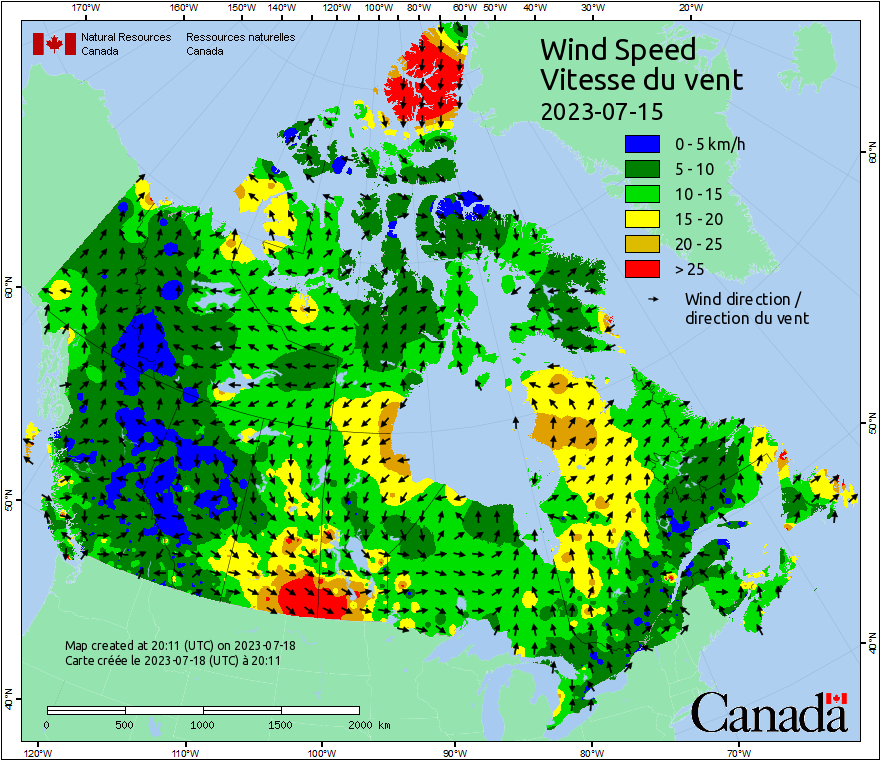 170°W 160°W 150°W 140°W 120°W 100°W 80°W 60°W 50°W 40°W 30°W 20°W
Natural Resources Canada
Ressources naturelles Canada
Wind Speed
Vitesse du vent
2023-07-15
0 - 5 km/h
5 - 10
10 - 15
15 - 20
20 - 25
> 25
Wind direction /
direction du vent
60°N
60°N
50°N
50°N
40°N
40°N
Map created at 20:11 (UTC) on 2023-07-18
Carte créée le 2023-07-18 (UTC) à 20:11
0 500 1000 1500 2000 km
Canada
120°W 110°W 100°W 90°W 80°W 70°W